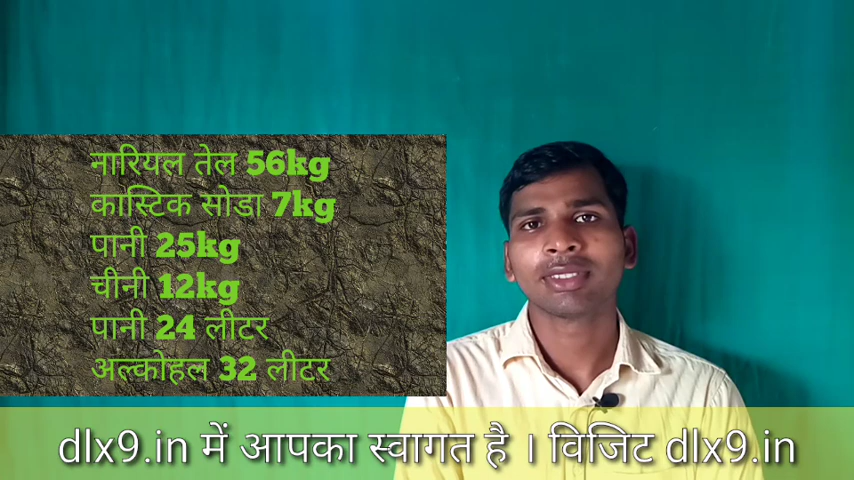 नारियल तेल 56kg
कास्टिक सोडा 7kg
पानी 25kg
चीनी 12kg
पानी 24 लीटर
अल्कोहल 32 लीटर
dlx9.in में आपका स्वागत है । विजिट dlx9.in